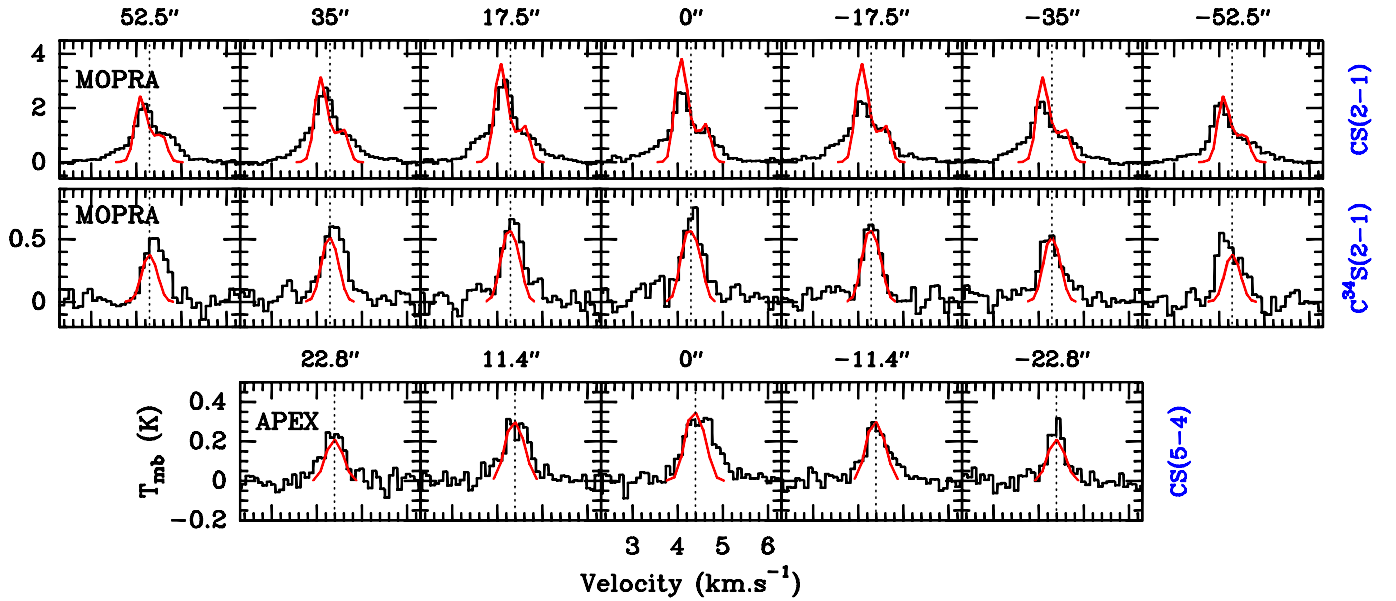 52.5″ 35″ 17.5″ 0″ −17.5″ −35″ −52.5″
4
MOPRA
2
0
CS(2−1)
MOPRA
0.5
0
C³⁴S(2−1)
22.8″ 11.4″ 0″ −11.4″ −22.8″
0.4
APEX
0.2
0
−0.2
T_mb (K)
CS(5−4)
3 4 5 6
Velocity (km.s⁻¹)